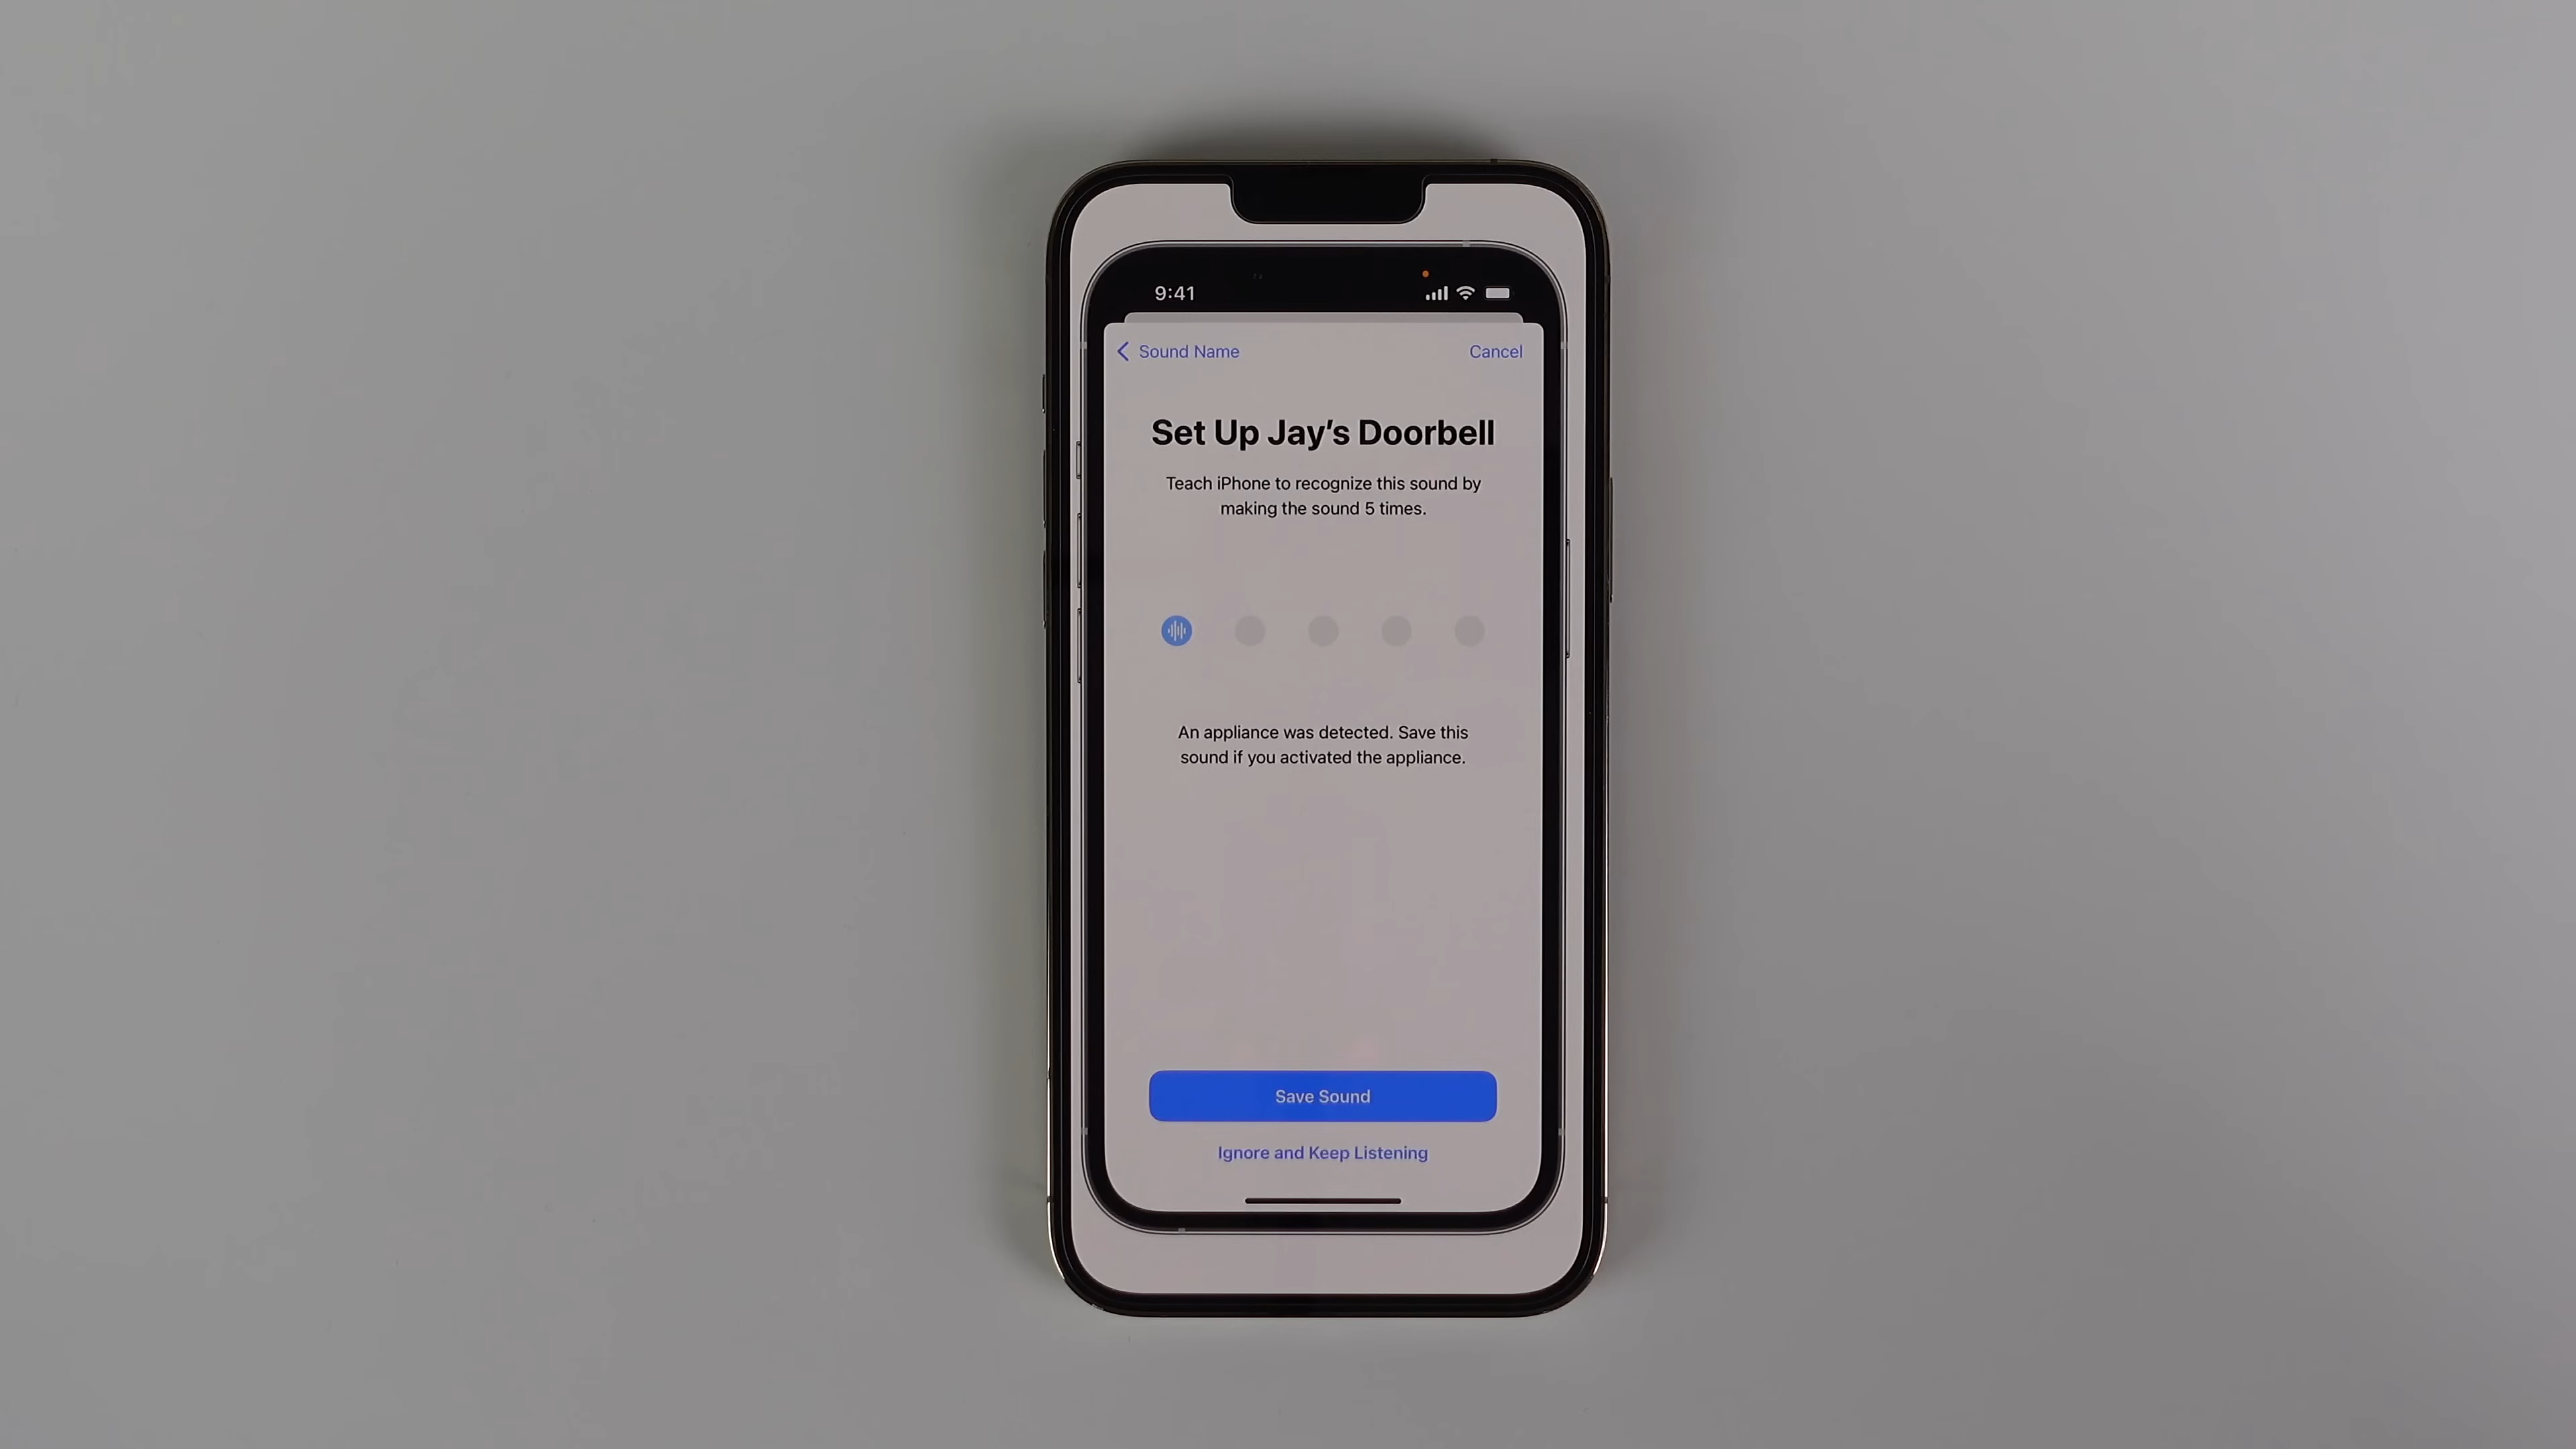 9:41
Sound Name
Cancel
Set Up Jay’s Doorbell
Teach iPhone to recognize this sound by
making the sound 5 times.
An appliance was detected. Save this
sound if you activated the appliance.
Save Sound
Ignore and Keep Listening